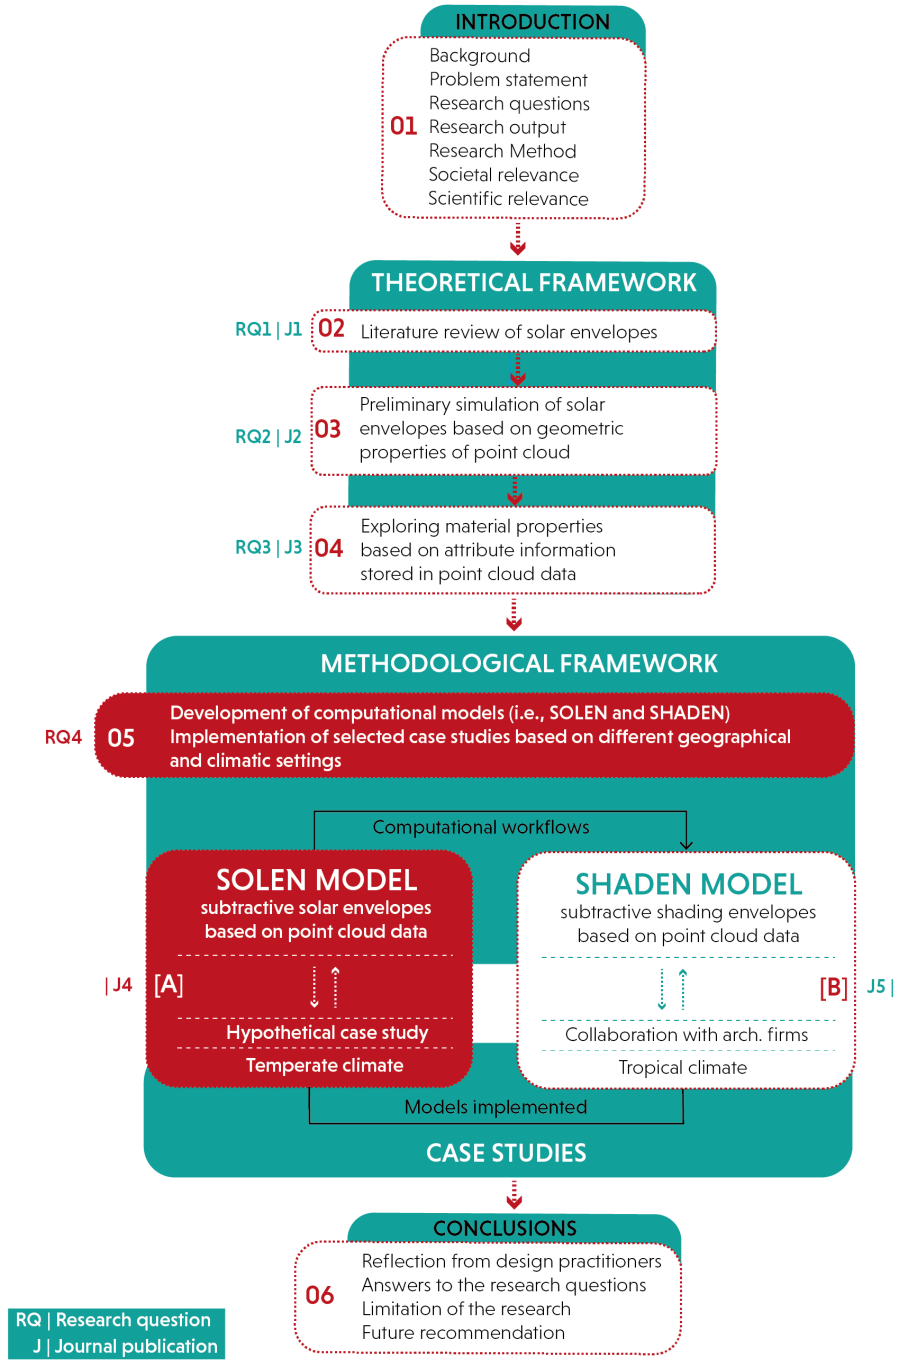 INTRODUCTION
Background
Problem statement
Research questions
01
Research output
Research Method
Societal relevance
Scientific relevance
THEORETICAL FRAMEWORK
RQ1 | J1
02
Literature review of solar envelopes
RQ2 | J2
03
Preliminary simulation of solar
envelopes based on geometric
properties of point cloud
RQ3 | J3
04
Exploring material properties
based on attribute information
stored in point cloud data
METHODOLOGICAL FRAMEWORK
RQ4
05
Development of computational models (i.e., SOLEN and SHADEN)
Implementation of selected case studies based on different geographical
and climatic settings
Computational workflows
SOLEN MODEL
subtractive solar envelopes
based on point cloud data
| J4
[A]
Hypothetical case study
Temperate climate
SHADEN MODEL
subtractive shading envelopes
based on point cloud data
[B]
J5 |
Collaboration with arch. firms
Tropical climate
Models implemented
CASE STUDIES
CONCLUSIONS
06
Reflection from design practitioners
Answers to the research questions
Limitation of the research
Future recommendation
RQ | Research question
J | Journal publication